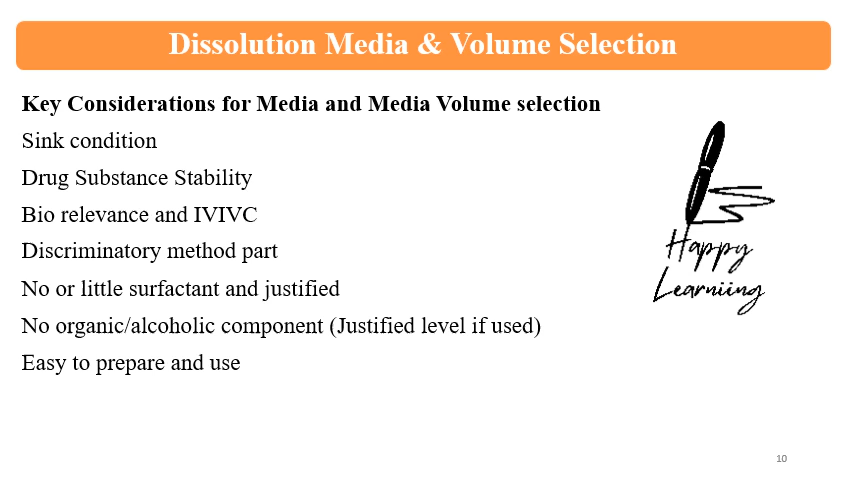 Dissolution Media & Volume Selection
Key Considerations for Media and Media Volume selection
Sink condition
Drug Substance Stability
Bio relevance and IVIVC
Discriminatory method part
No or little surfactant and justified
No organic/alcoholic component (Justified level if used)
Easy to prepare and use
Happy
Learniing
10